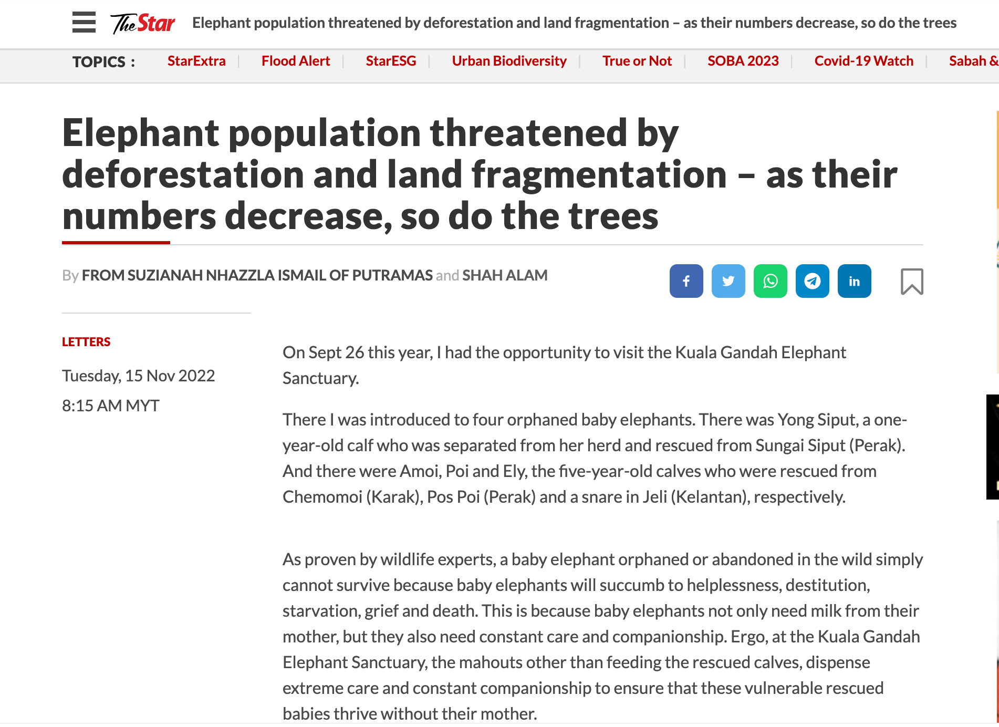 The Star Elephant population threatened by deforestation and land fragmentation – as their numbers decrease, so do the trees
TOPICS : StarExtra Flood Alert StarESG Urban Biodiversity True or Not SOBA 2023 Covid-19 Watch Sabah &
Elephant population threatened by
deforestation and land fragmentation – as their
numbers decrease, so do the trees
By FROM SUZIANAH NHAZZLA ISMAIL OF PUTRAMAS and SHAH ALAM
f in
LETTERS
Tuesday, 15 Nov 2022
8:15 AM MYT
On Sept 26 this year, I had the opportunity to visit the Kuala Gandah Elephant
Sanctuary.
There I was introduced to four orphaned baby elephants. There was Yong Siput, a one-
year-old calf who was separated from her herd and rescued from Sungai Siput (Perak).
And there were Amoi, Poi and Ely, the five-year-old calves who were rescued from
Chemomoi (Karak), Pos Poi (Perak) and a snare in Jeli (Kelantan), respectively.
As proven by wildlife experts, a baby elephant orphaned or abandoned in the wild simply
cannot survive because baby elephants will succumb to helplessness, destitution,
starvation, grief and death. This is because baby elephants not only need milk from their
mother, but they also need constant care and companionship. Ergo, at the Kuala Gandah
Elephant Sanctuary, the mahouts other than feeding the rescued calves, dispense
extreme care and constant companionship to ensure that these vulnerable rescued
babies thrive without their mother.